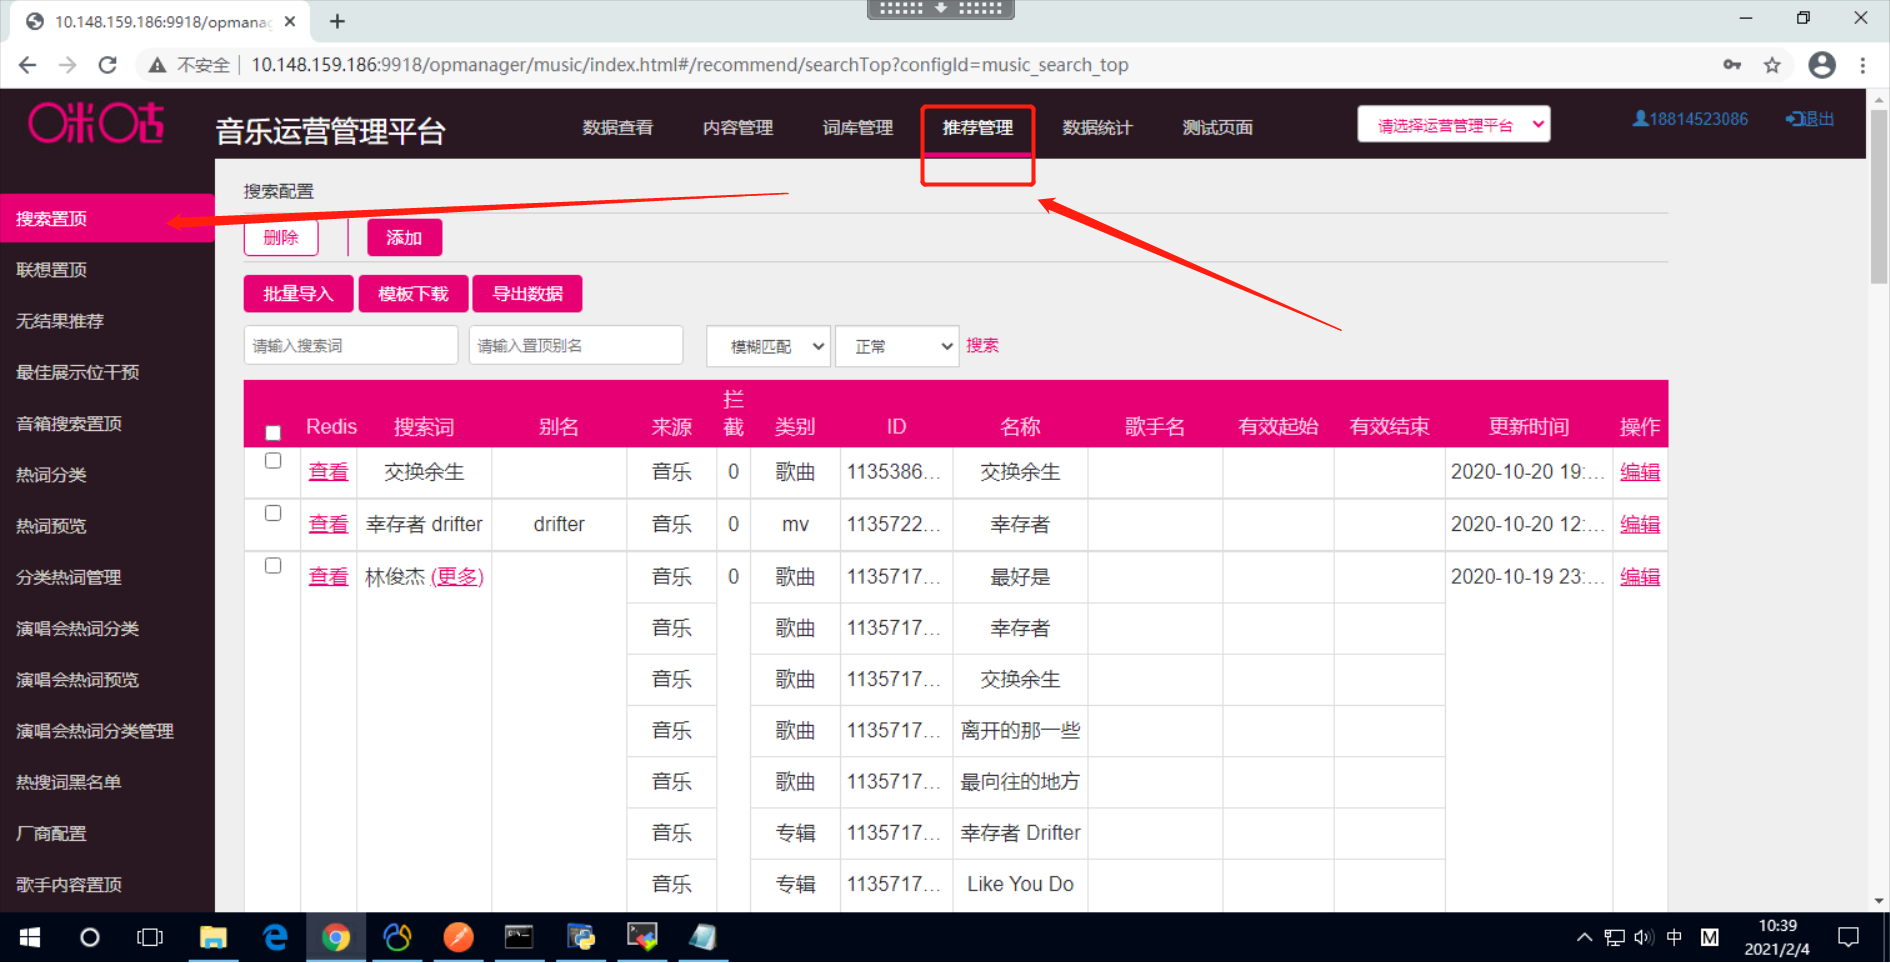 10.148.159.186:9918/opmanag
不安全 10.148.159.186:9918/opmanager/music/index.html#/recommend/searchTop?configId=music_search_top
咪咕 音乐运营管理平台 数据查看 内容管理 词库管理 推荐管理 数据统计 测试页面 请选择运营管理平台 18814523086 退出
搜索置顶
联想置顶
无结果推荐
最佳展示位干预
音箱搜索置顶
热词分类
热词预览
分类热词管理
演唱会热词分类
演唱会热词预览
演唱会热词分类管理
热搜词黑名单
厂商配置
歌手内容置顶
搜索配置
删除 添加
批量导入 模板下载 导出数据
请输入搜索词 请输入置顶别名 模糊匹配 正常 搜索
Redis 搜索词 别名 来源 拦截 类别 ID 名称 歌手名 有效起始 有效结束 更新时间 操作
查看 交换余生 音乐 0 歌曲 1135386... 交换余生 2020-10-20 19:... 编辑
查看 幸存者 drifter drifter 音乐 0 mv 1135722... 幸存者 2020-10-20 12:... 编辑
查看 林俊杰 (更多) 音乐 0 歌曲 1135717... 最好是 2020-10-19 23:... 编辑
音乐 歌曲 1135717... 幸存者
音乐 歌曲 1135717... 交换余生
音乐 歌曲 1135717... 离开的那一些
音乐 歌曲 1135717... 最向往的地方
音乐 专辑 1135717... 幸存者 Drifter
音乐 专辑 1135717... Like You Do
中 M 10:39
2021/2/4